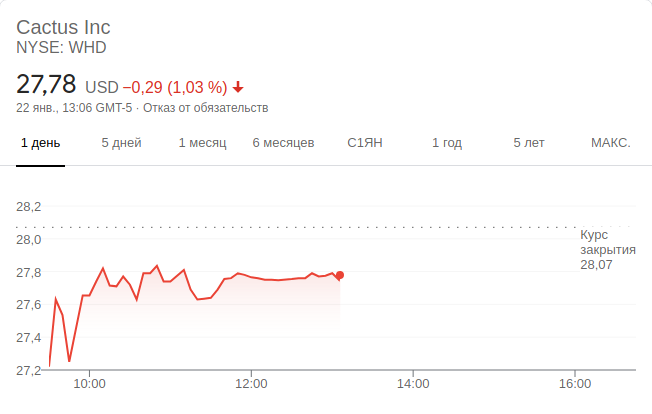 Cactus Inc
NYSE: WHD
27,78 USD −0,29 (1,03 %)
22 янв., 13:06 GMT-5 · Отказ от обязательств
1 день 5 дней 1 месяц 6 месяцев С1ЯН 1 год 5 лет МАКС.
28,2
28,0
27,8
27,6
27,4
27,2
Курс
закрытия
28,07
10:00 12:00 14:00 16:00